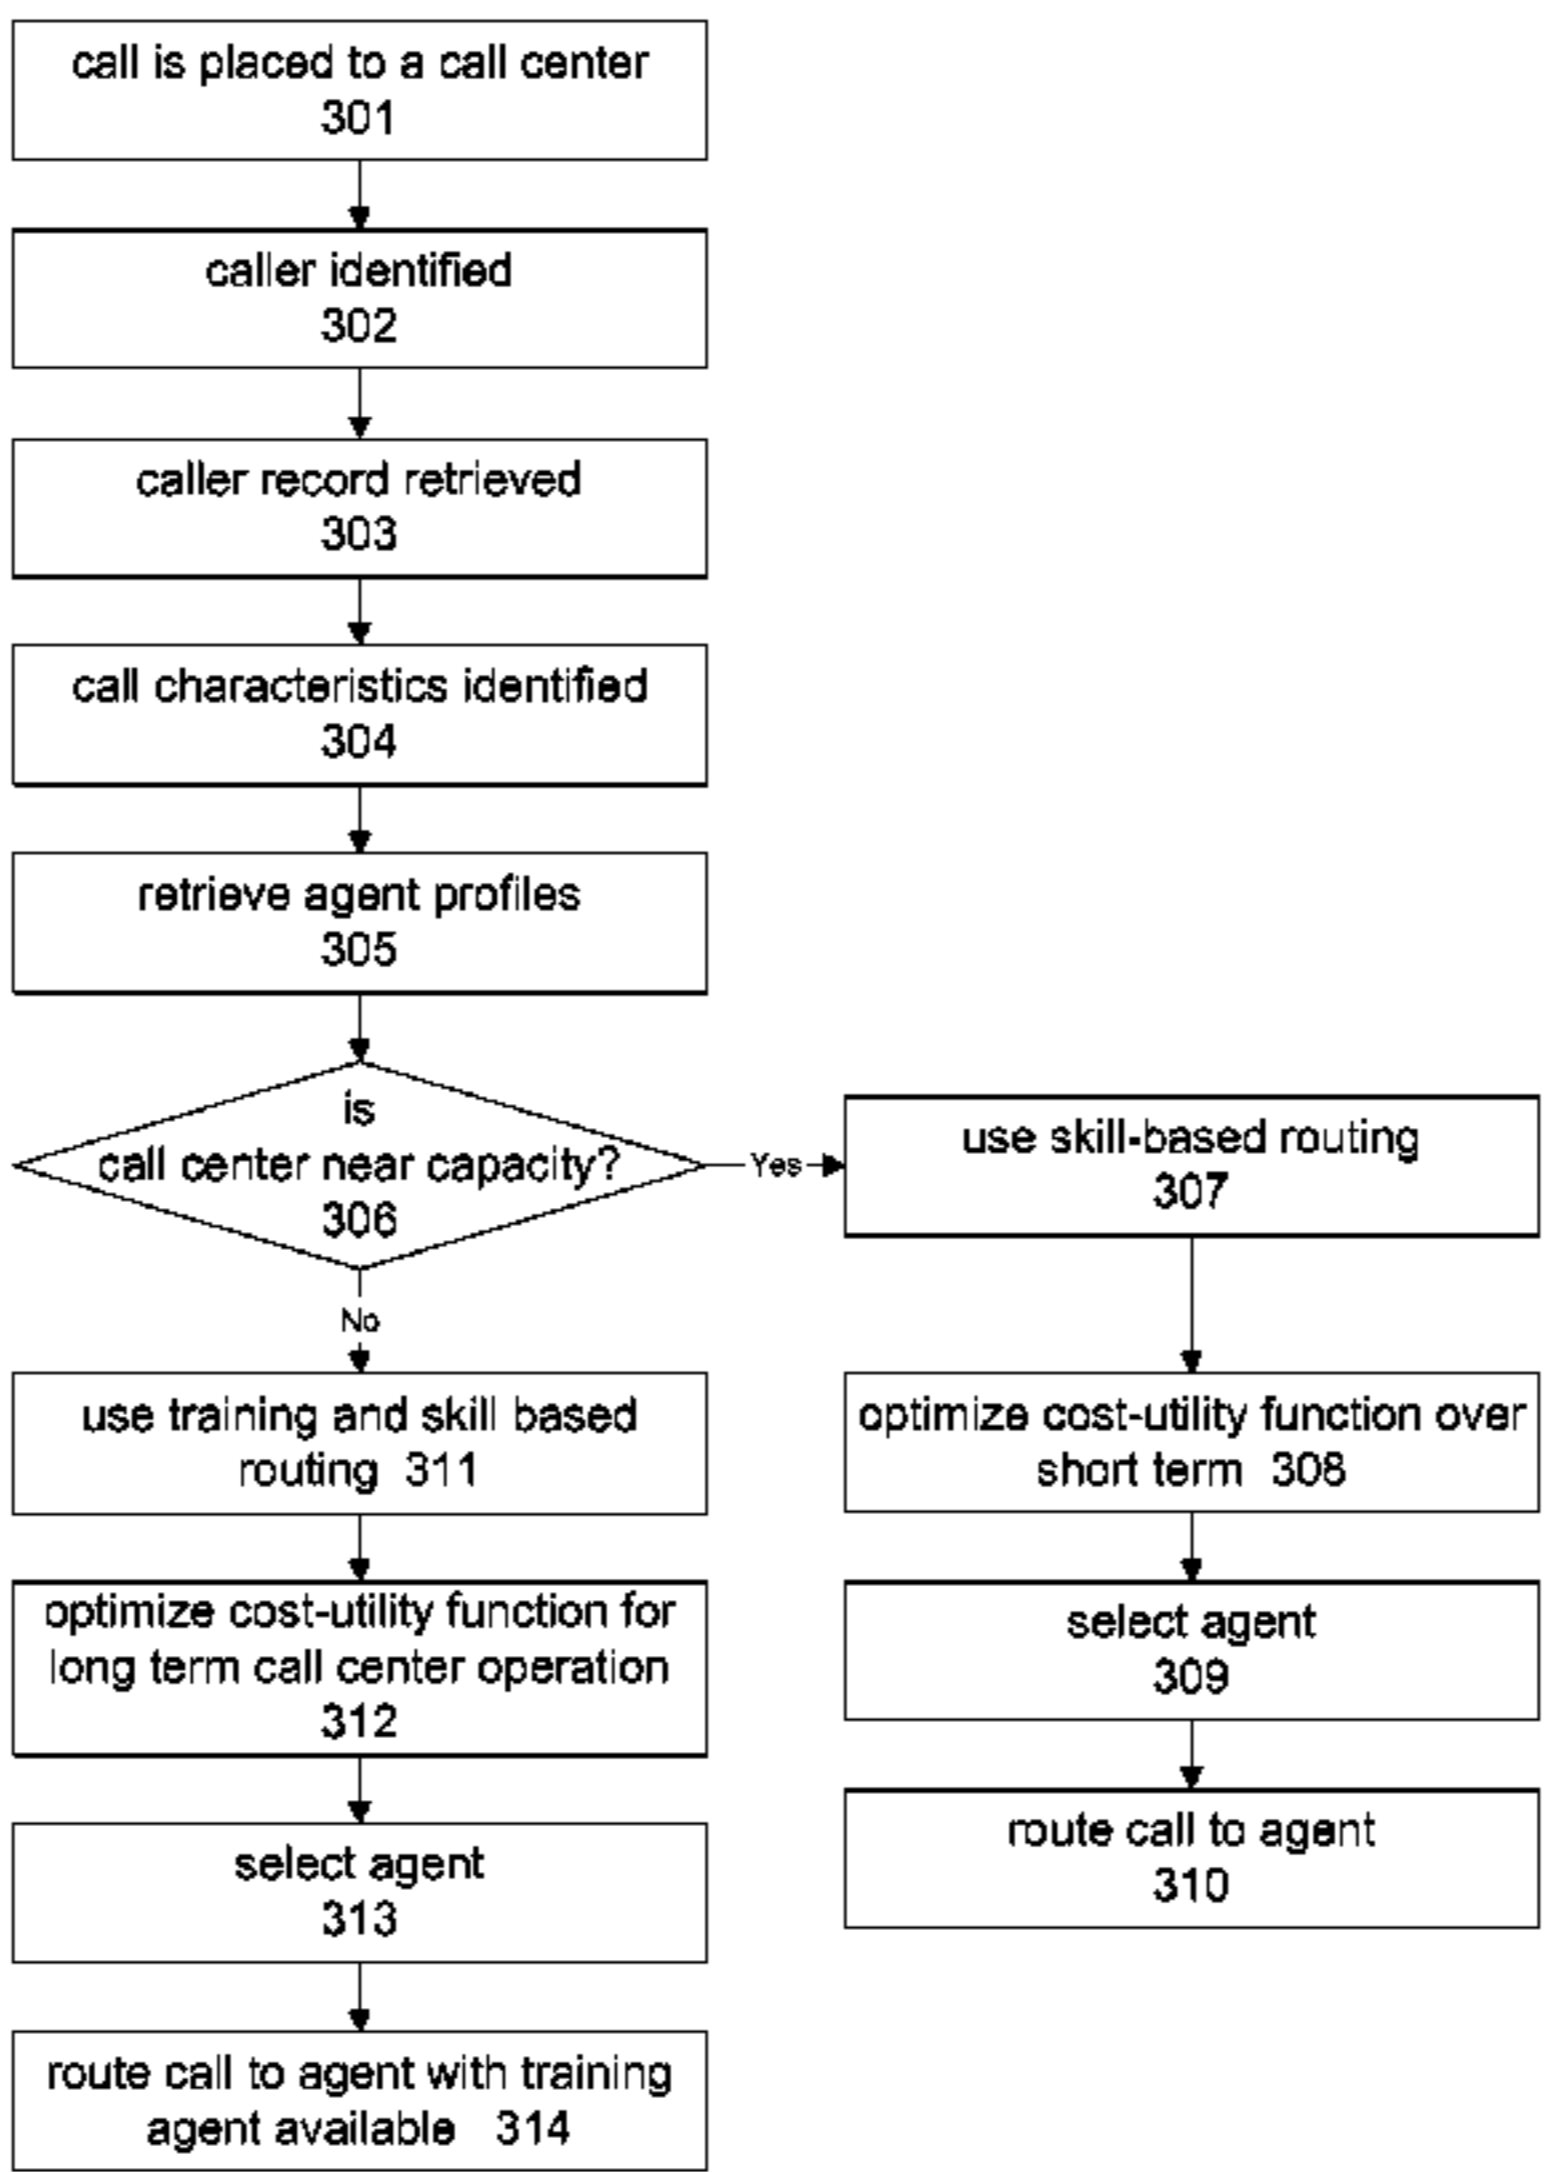 call is placed to a call center
301
caller identified
302
caller record retrieved
303
call characteristics identified
304
retrieve agent profiles
305
is
call center near capacity?
306
Yes
use skill-based routing
307
optimize cost-utility function over
short term 308
select agent
309
route call to agent
310
No
use training and skill based
routing 311
optimize cost-utility function for
long term call center operation
312
select agent
313
route call to agent with training
agent available 314